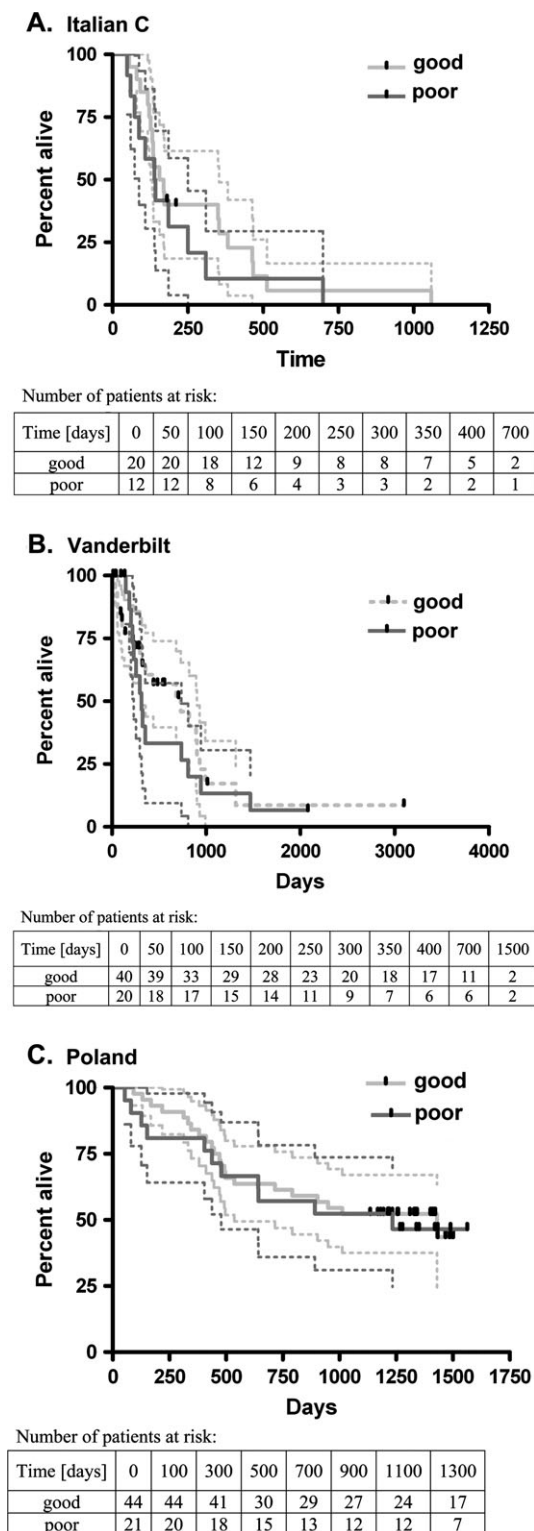 A. Italian C
good
poor
100
75
50
25
0
Percent alive
0 250 500 750 1000 1250
Time
Number of patients at risk:
Time [days] 0 50 100 150 200 250 300 350 400 700
good 20 20 18 12 9 8 8 7 5 2
poor 12 12 8 6 4 3 3 2 2 1
B. Vanderbilt
good
poor
100
75
50
25
0
Percent alive
0 1000 2000 3000 4000
Days
Number of patients at risk:
Time [days] 0 50 100 150 200 250 300 350 400 700 1500
good 40 39 33 29 28 23 20 18 17 11 2
poor 20 18 17 15 14 11 9 7 6 6 2
C. Poland
good
poor
100
75
50
25
0
Percent alive
0 250 500 750 1000 1250 1500 1750
Days
Number of patients at risk:
Time [days] 0 100 300 500 700 900 1100 1300
good 44 44 41 30 29 27 24 17
poor 21 20 18 15 13 12 12 7